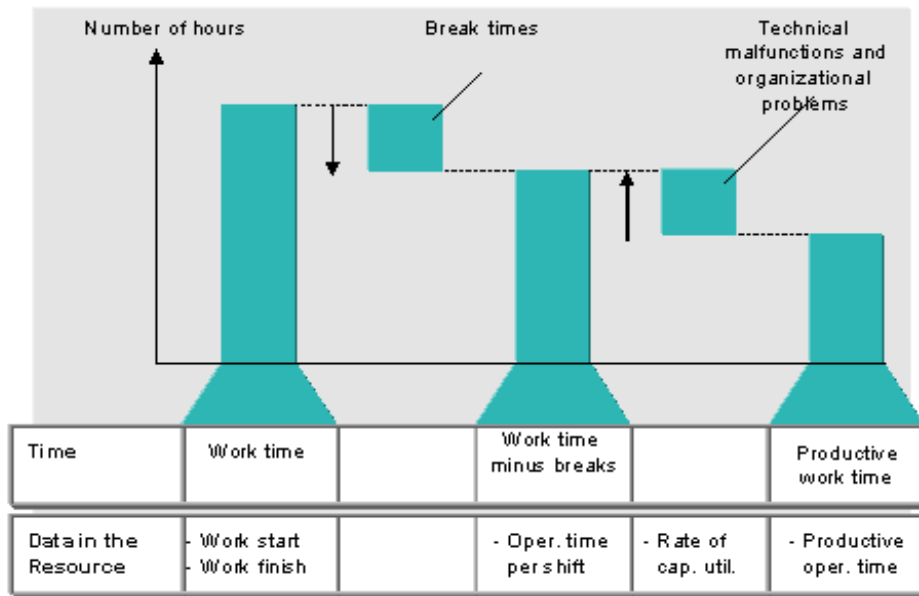 Number of hours
Break times
Technical
malfunctions and
organizational
problems
Time
Work time
Work time
minus breaks
Productive
work time
Data in the
Resource
- Work start
- Work finish
- Oper. time
per shift
- Rate of
cap. util.
- Productive
oper. time